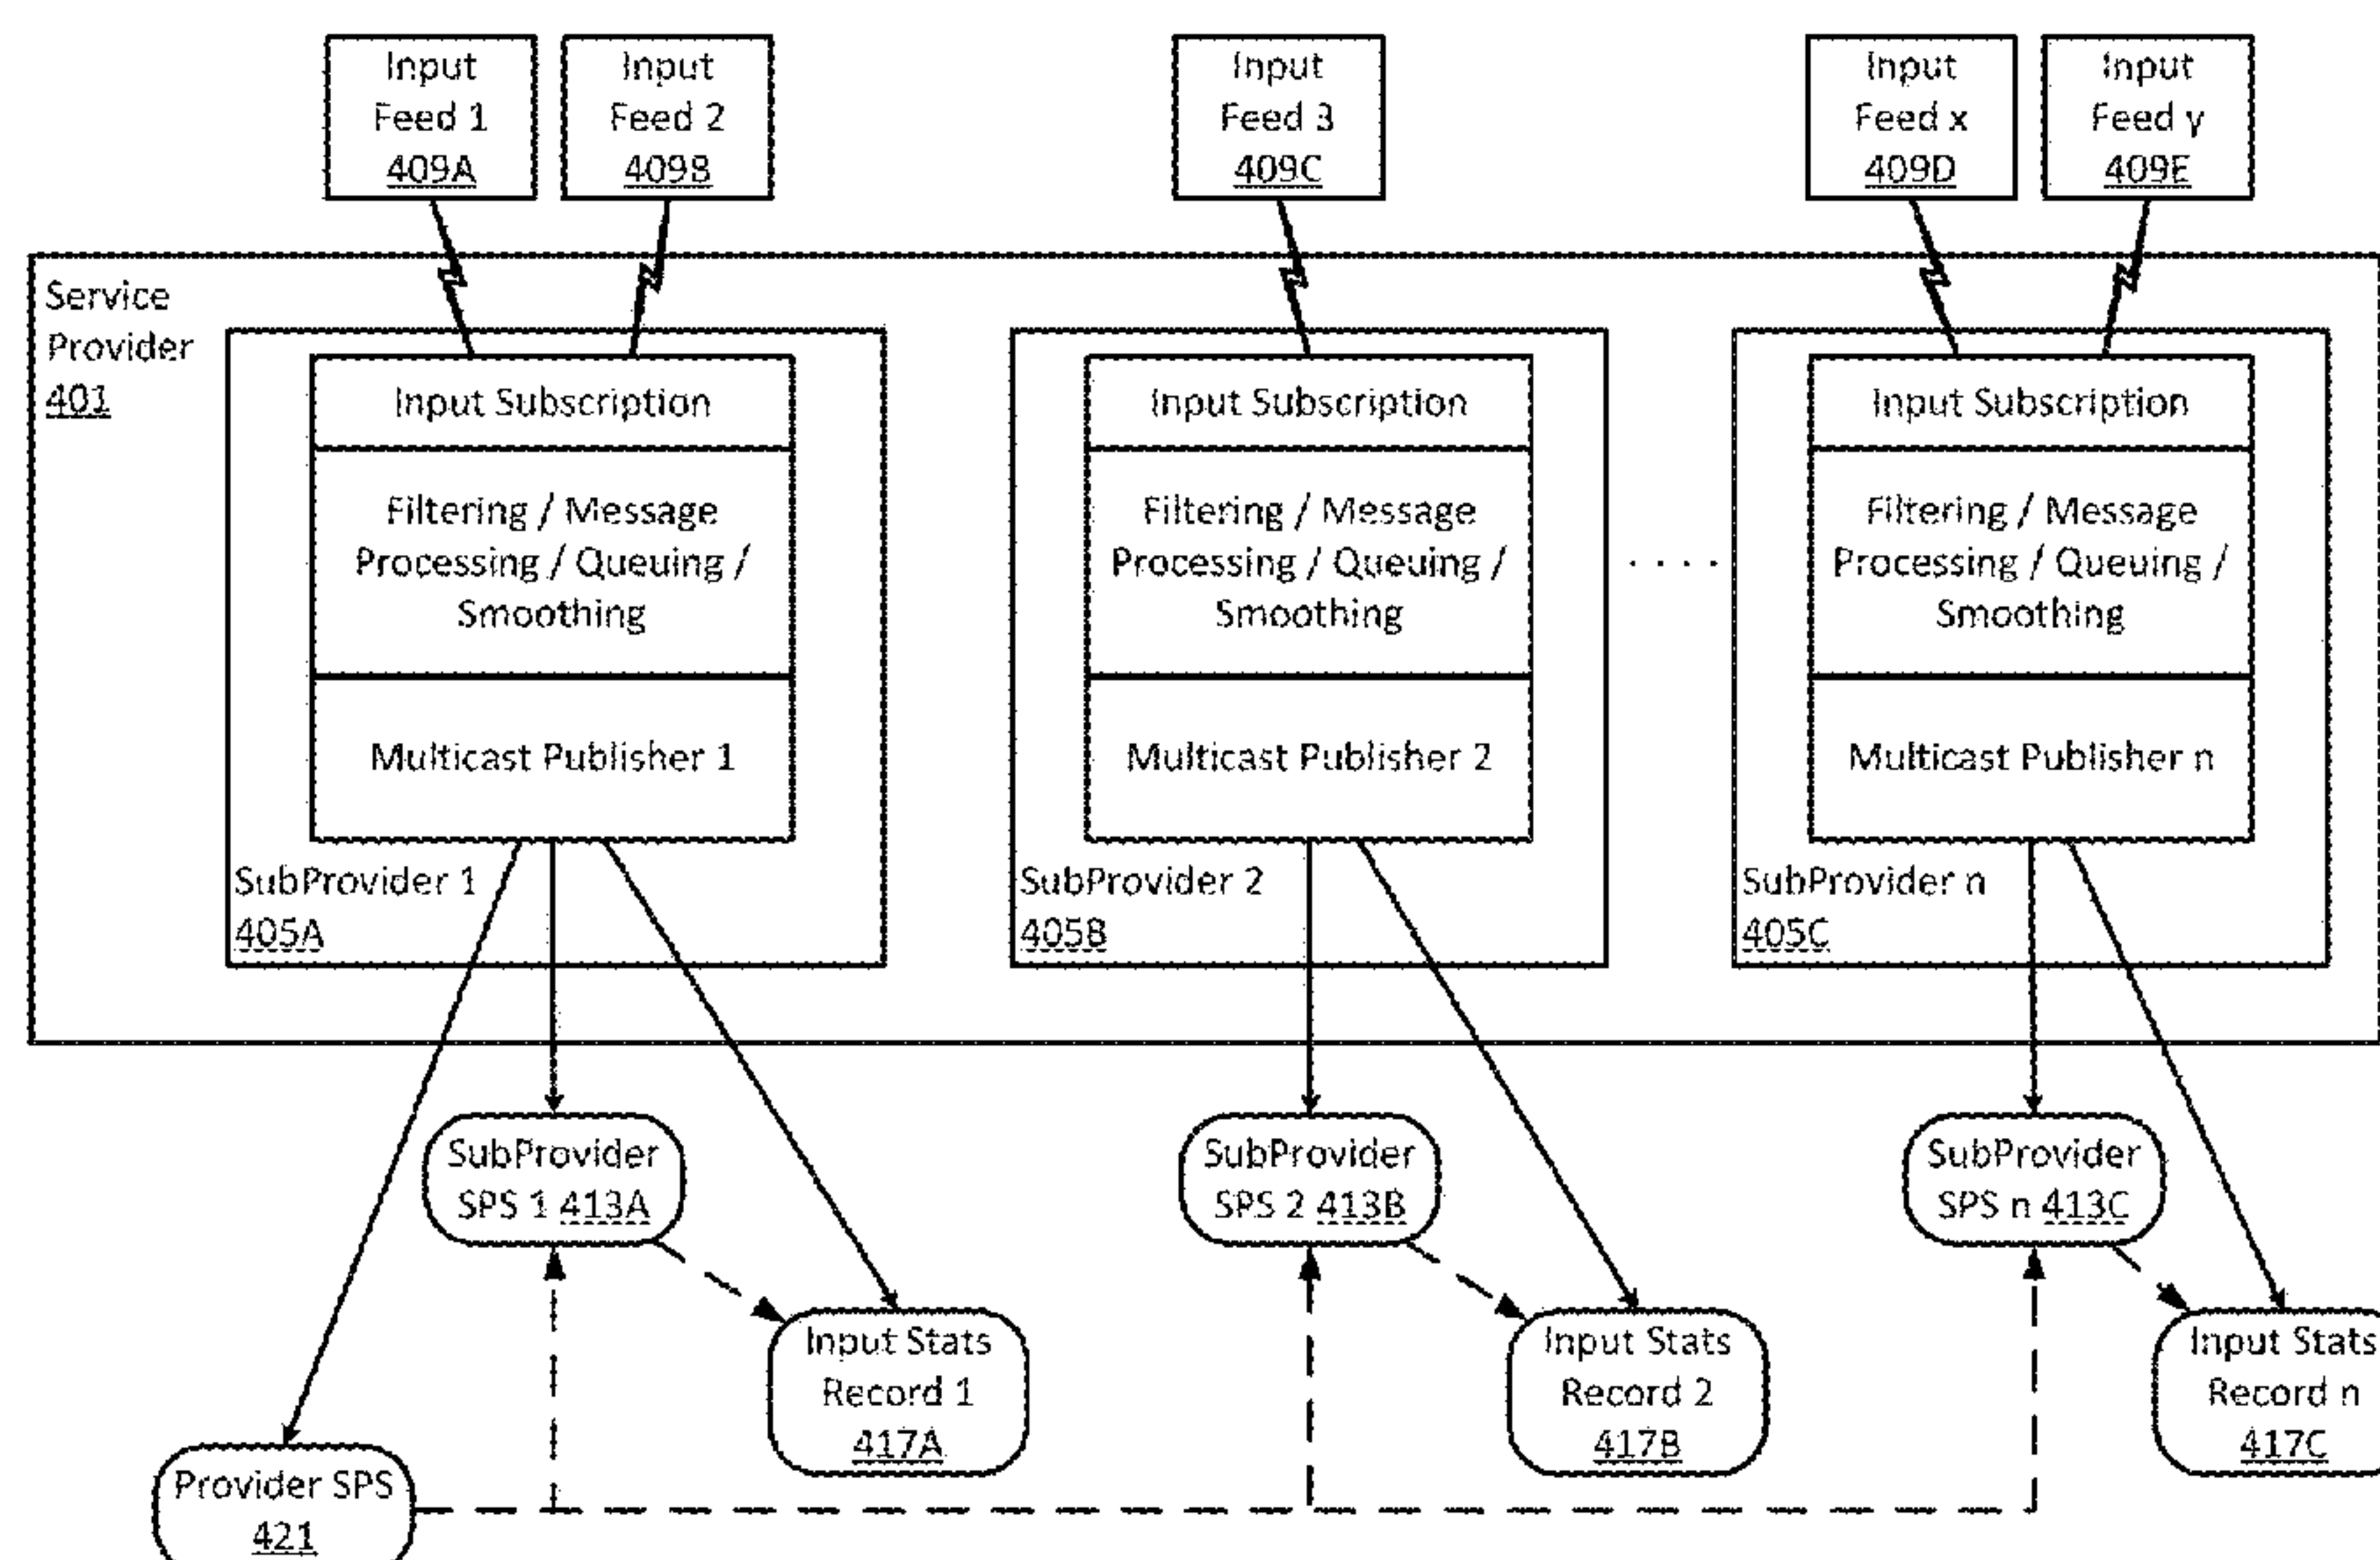 Input
Feed 1
409A
Input
Feed 2
409B
Input
Feed 3
409C
Input
Feed x
409D
Input
Feed y
409E
Service
Provider
401
Input Subscription
Filtering / Message
Processing / Queuing /
Smoothing
Multicast Publisher 1
SubProvider 1
405A
Input Subscription
Filtering / Message
Processing / Queuing /
Smoothing
Multicast Publisher 2
SubProvider 2
405B
. . . .
Input Subscription
Filtering / Message
Processing / Queuing /
Smoothing
Multicast Publisher n
SubProvider n
405C
SubProvider
SPS 1 413A
SubProvider
SPS 2 413B
SubProvider
SPS n 413C
Input Stats
Record 1
417A
Input Stats
Record 2
417B
Input Stats
Record n
417C
Provider SPS
421